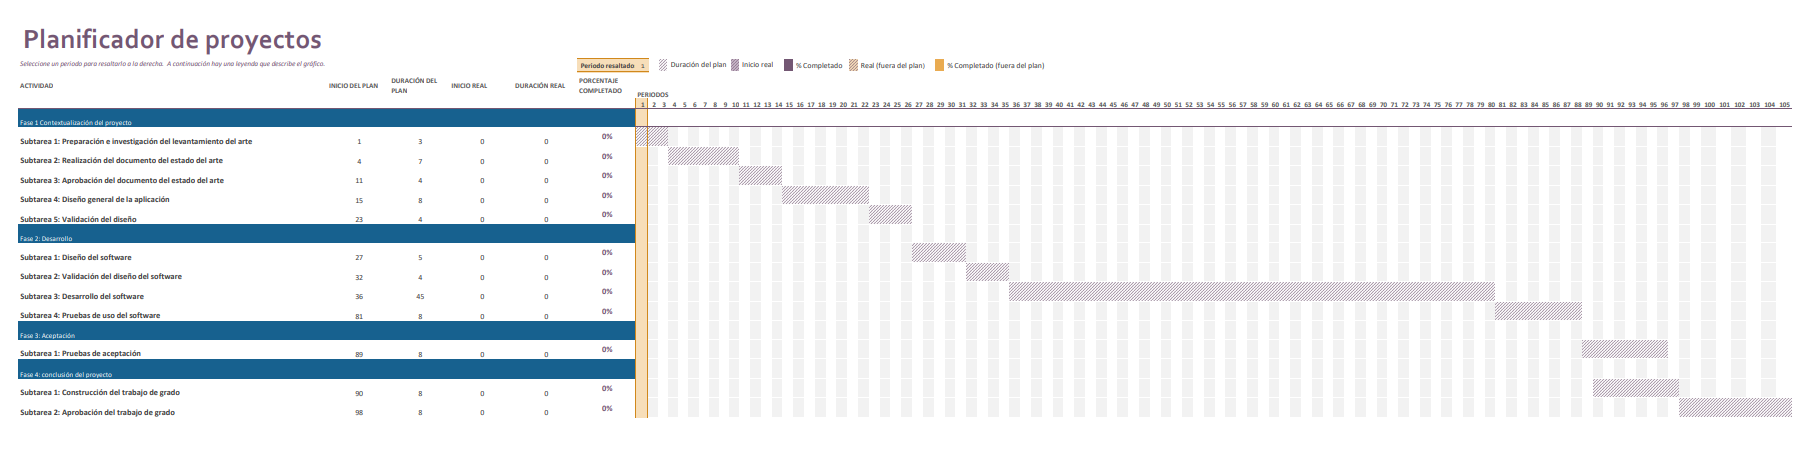 Planificador de proyectos
Seleccione un periodo para resaltarlo a la derecha. A continuación hay una leyenda que describe el gráfico.
Periodo resaltado 1 Duración del plan Inicio real % Completado Real (fuera del plan) % Completado (fuera del plan)
ACTIVIDAD INICIO DEL PLAN DURACIÓN DEL PLAN INICIO REAL DURACIÓN REAL PORCENTAJE COMPLETADO
PERIODOS
1 2 3 4 5 6 7 8 9 10 11 12 13 14 15 16 17 18 19 20 21 22 23 24 25 26 27 28 29 30 31 32 33 34 35 36 37 38 39 40 41 42 43 44 45 46 47 48 49 50 51 52 53 54 55 56 57 58 59 60 61 62 63 64 65 66 67 68 69 70 71 72 73 74 75 76 77 78 79 80 81 82 83 84 85 86 87 88 89 90 91 92 93 94 95 96 97 98 99 100 101 102 103 104 105
Fase 1 Contextualización del proyecto
Subtarea 1: Preparación e investigación del levantamiento del arte 1 3 0 0 0%
Subtarea 2: Realización del documento del estado del arte 4 7 0 0 0%
Subtarea 3: Aprobación del documento del estado del arte 11 4 0 0 0%
Subtarea 4: Diseño general de la aplicación 15 8 0 0 0%
Subtarea 5: Validación del diseño 23 4 0 0 0%
Fase 2: Desarrollo
Subtarea 1: Diseño del software 27 5 0 0 0%
Subtarea 2: Validación del diseño del software 32 4 0 0 0%
Subtarea 3: Desarrollo del software 36 45 0 0 0%
Subtarea 4: Pruebas de uso del software 81 8 0 0 0%
Fase 3: Aceptación
Subtarea 1: Pruebas de aceptación 89 8 0 0 0%
Fase 4: conclusión del proyecto
Subtarea 1: Construcción del trabajo de grado 90 8 0 0 0%
Subtarea 2: Aprobación del trabajo de grado 98 8 0 0 0%